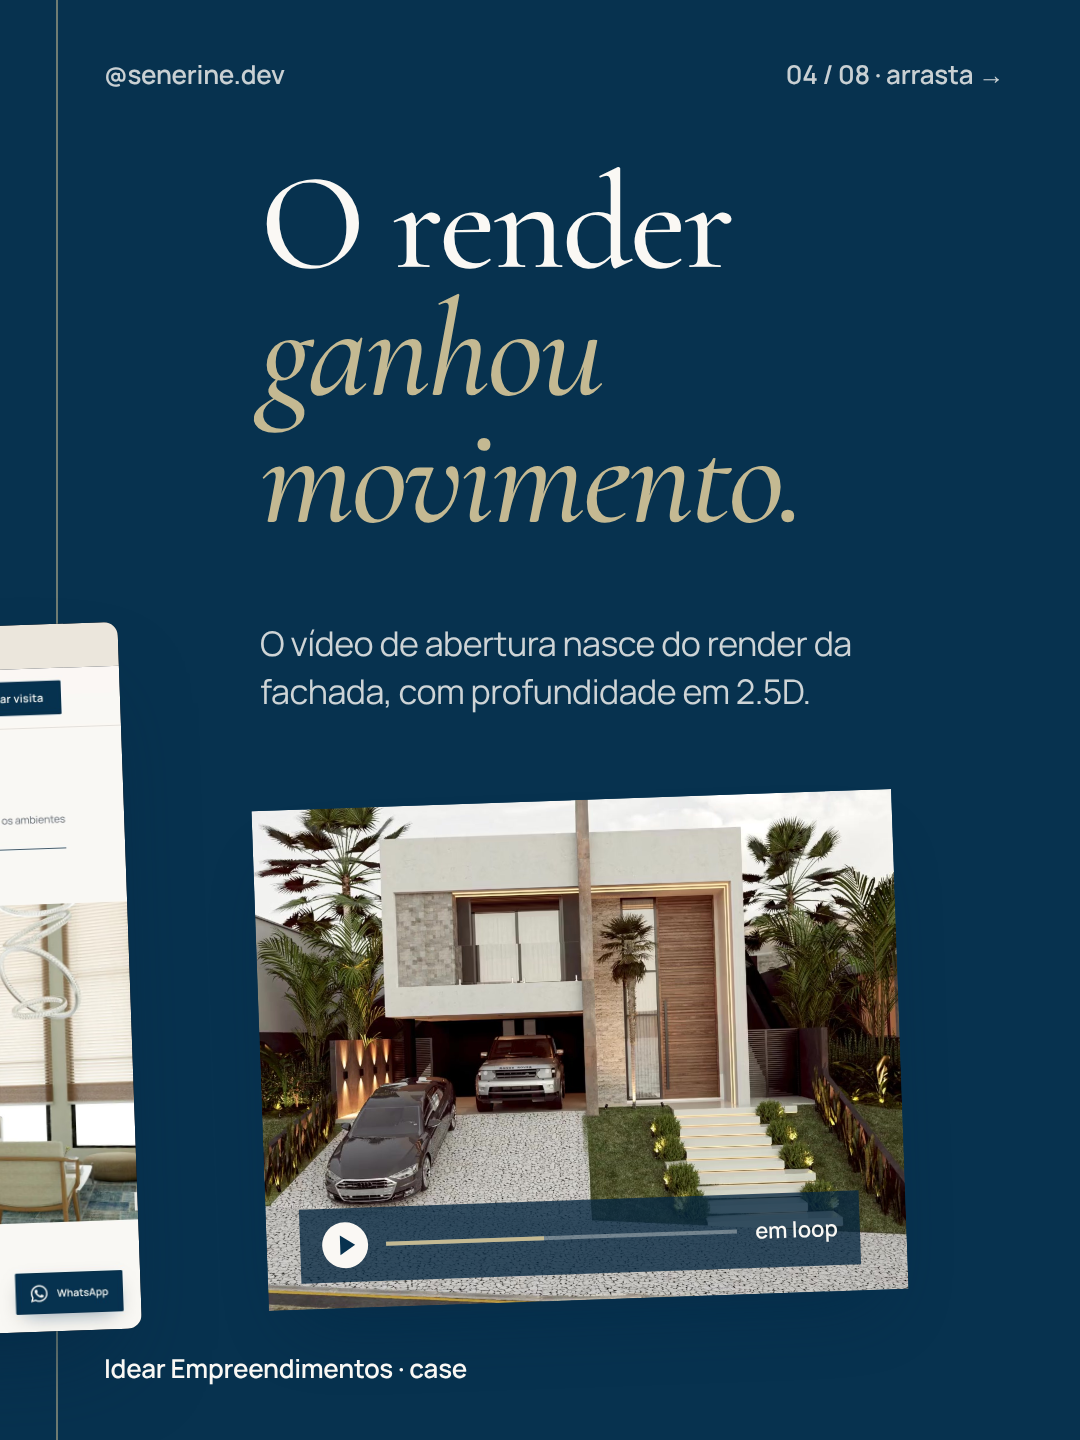 @senerine.dev
04 / 08 · arrasta →
O render
ganhou
movimento.
O vídeo de abertura nasce do render da
fachada, com profundidade em 2.5D.
ar visita
os ambientes
em loop
WhatsApp
Idear Empreendimentos · case